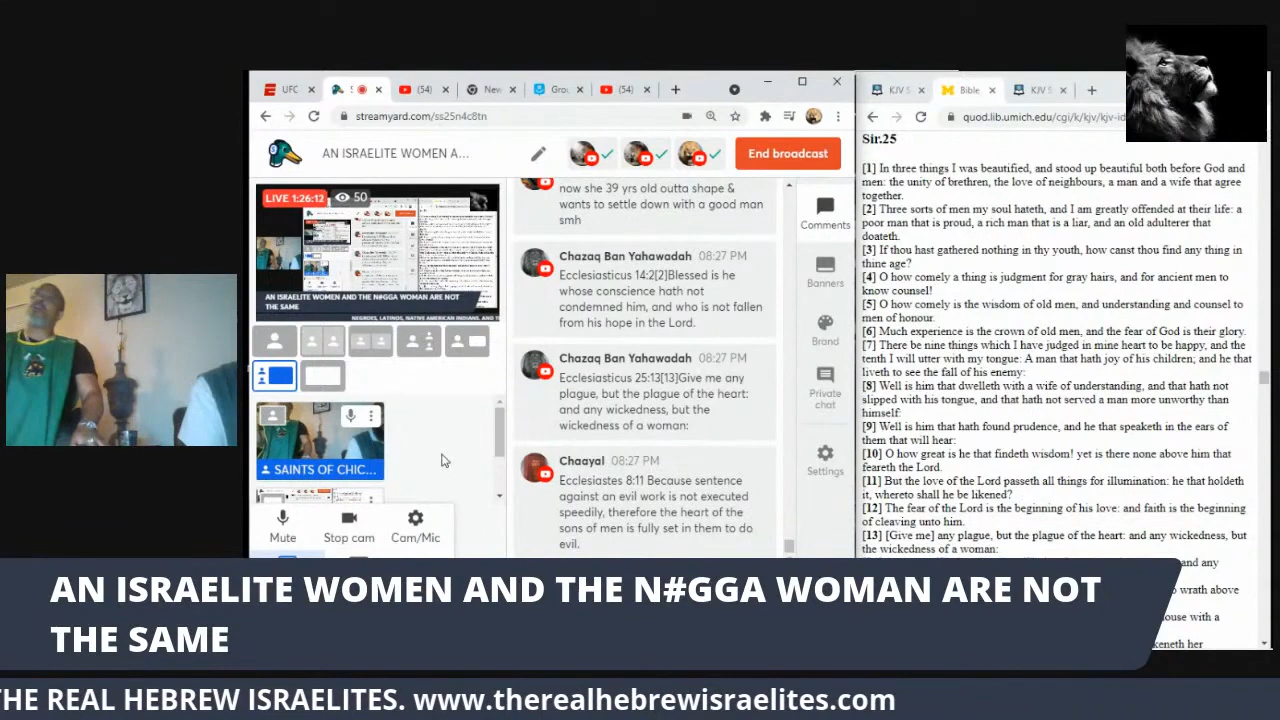 UFC
(54)
New
Grou
(54)
streamyard.com/ss25n4c8tn
AN ISRAELITE WOMEN A...
End broadcast
LIVE 1:26:12
50
AN ISRAELITE WOMEN AND THE N#GGA WOMAN ARE NOT
THE SAME
NEGROES, LATINOS, NATIVE AMERICAN INDIANS, AND T
SAINTS OF CHIC...
Mute
Stop cam
Cam/Mic
now she 39 yrs old outta shape &
wants to settle down with a good man
smh
Chazaq Ban Yahawadah 08:27 PM
Ecclesiasticus 14:2[2]Blessed is he
whose conscience hath not
condemned him, and who is not fallen
from his hope in the Lord.
Chazaq Ban Yahawadah 08:27 PM
Ecclesiasticus 25:13[13]Give me any
plague, but the plague of the heart:
and any wickedness, but the
wickedness of a woman:
Chaayal 08:27 PM
Ecclesiastes 8:11 Because sentence
against an evil work is not executed
speedily, therefore the heart of the
sons of men is fully set in them to do
evil.
Comments
Banners
Brand
Private
chat
Settings
KJV S
Bible
KJV S
quod.lib.umich.edu/cgi/k/kjv/kjv-id
Sir.25
[1] In three things I was beautified, and stood up beautiful both before God and
men: the unity of brethren, the love of neighbours, a man and a wife that agree
together.
[2] Three sorts of men my soul hateth, and I am greatly offended at their life: a
poor man that is proud, a rich man that is a liar, and an old adulterer that
doateth.
[3] If thou hast gathered nothing in thy youth, how canst thou find any thing in
thine age?
[4] O how comely a thing is judgment for gray hairs, and for ancient men to
know counsel!
[5] O how comely is the wisdom of old men, and understanding and counsel to
men of honour.
[6] Much experience is the crown of old men, and the fear of God is their glory.
[7] There be nine things which I have judged in mine heart to be happy, and the
tenth I will utter with my tongue: A man that hath joy of his children; and he that
liveth to see the fall of his enemy:
[8] Well is him that dwelleth with a wife of understanding, and that hath not
slipped with his tongue, and that hath not served a man more unworthy than
himself:
[9] Well is him that hath found prudence, and he that speaketh in the ears of
them that will hear:
[10] O how great is he that findeth wisdom! yet is there none above him that
feareth the Lord.
[11] But the love of the Lord passeth all things for illumination: he that holdeth
it, whereto shall he be likened?
[12] The fear of the Lord is the beginning of his love: and faith is the beginning
of cleaving unto him.
[13] [Give me] any plague, but the plague of the heart: and any wickedness, but
the wickedness of a woman:
and any
o wrath above
ouse with a
keneth her
AN ISRAELITE WOMEN AND THE N#GGA WOMAN ARE NOT
THE SAME
THE REAL HEBREW ISRAELITES. www.therealhebrewisraelites.com